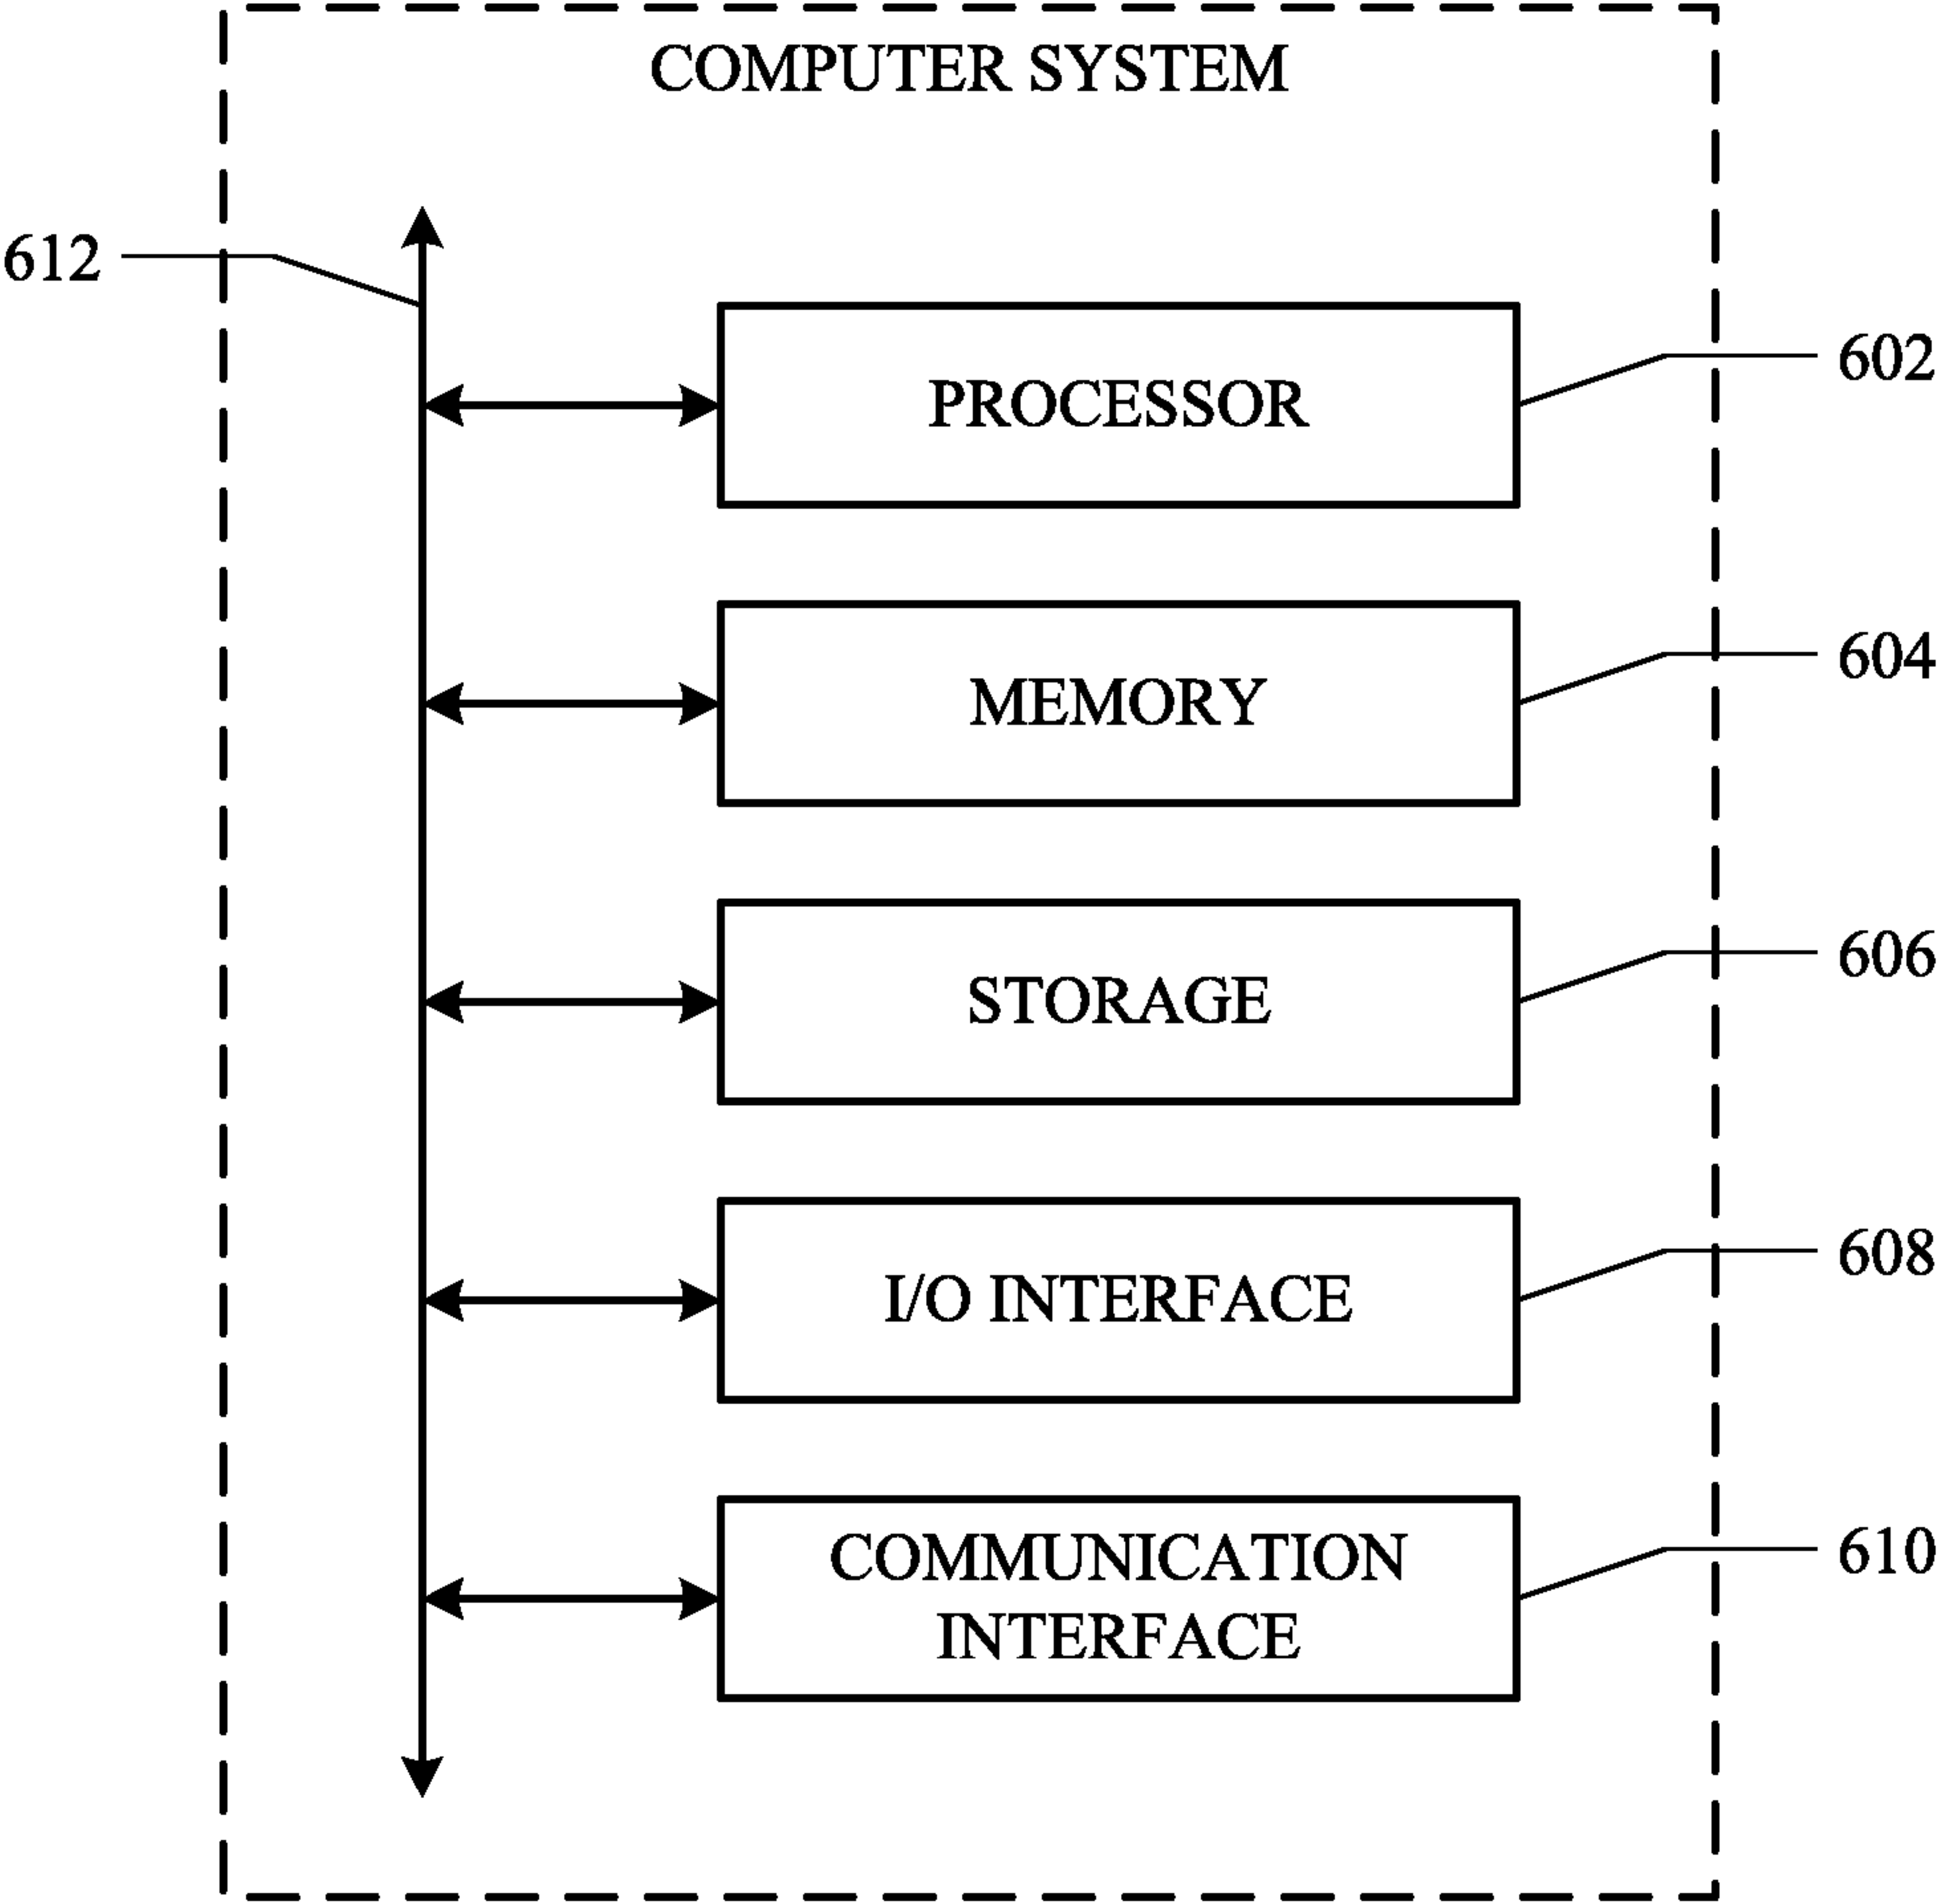 COMPUTER SYSTEM
612
PROCESSOR
602
MEMORY
604
STORAGE
606
I/O INTERFACE
608
COMMUNICATION
INTERFACE
610